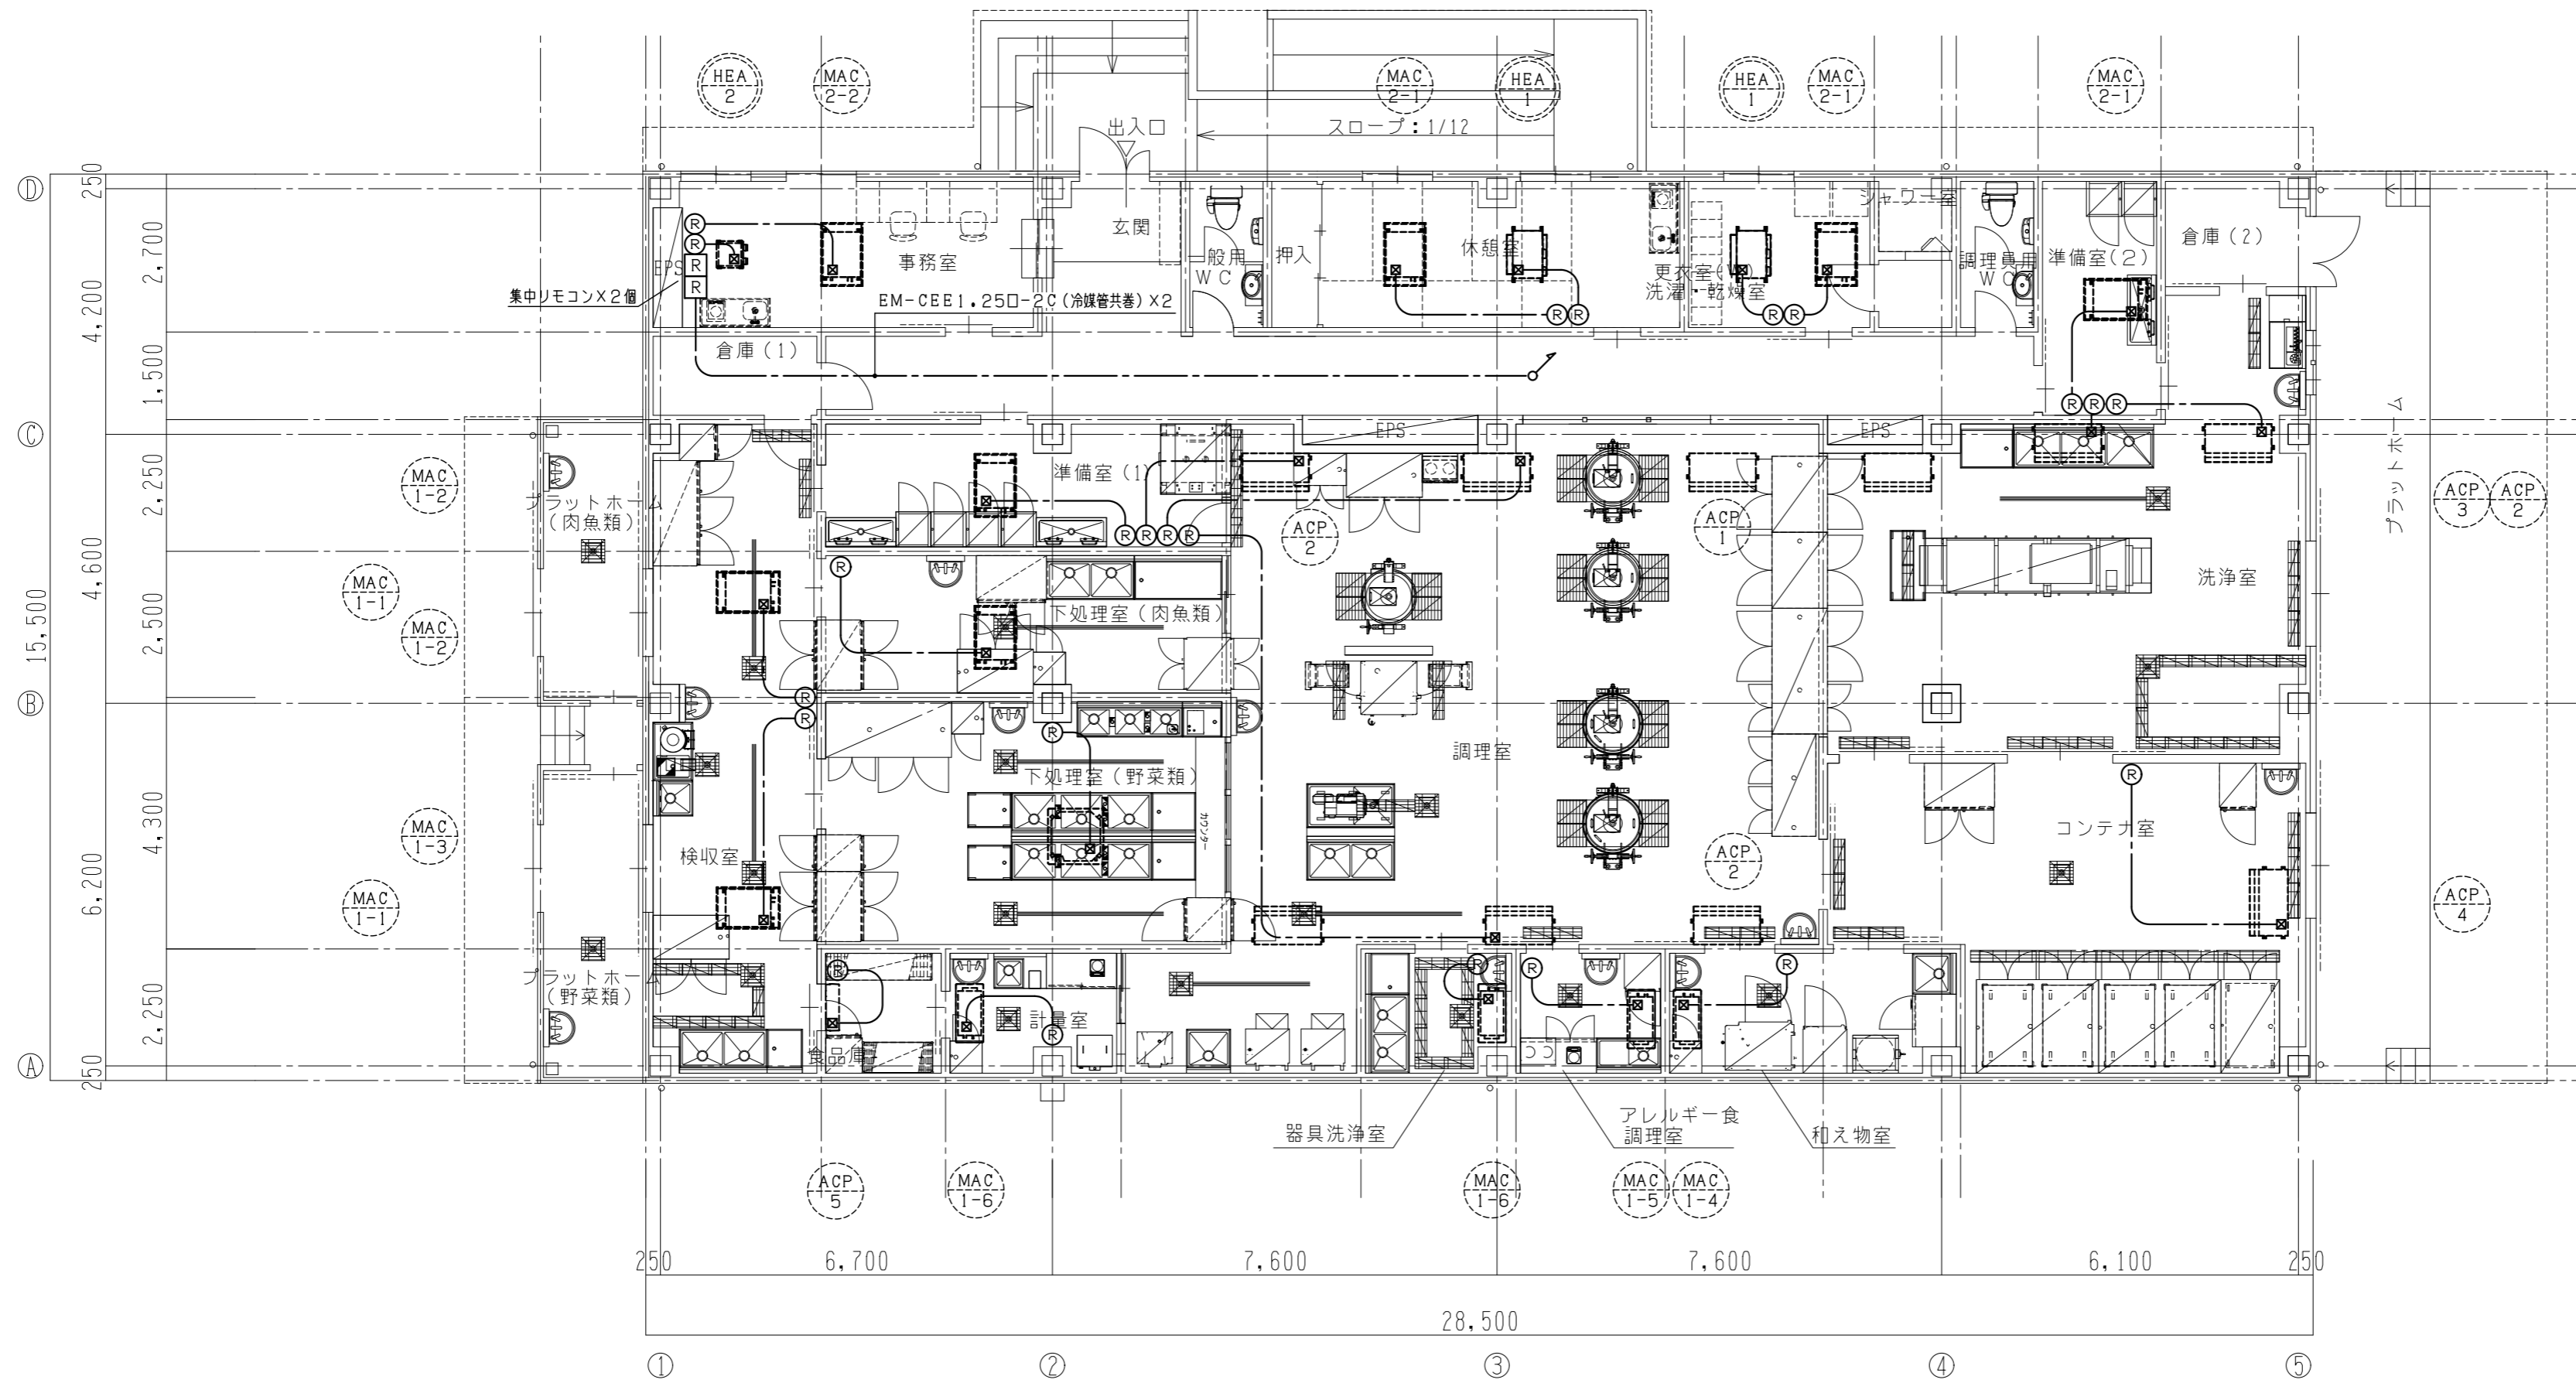 HEA
2
MAC
2-2
MAC
2-1
HEA
1
HEA
1
MAC
2-1
MAC
2-1
出入口
スロープ：1/12
Ⓓ
250
2,700
4,200
1,500
玄関
一般用
ＷＣ
押入
休憩室
更衣室(W)
洗濯・乾燥室
シャワー室
調理員用
ＷＣ
準備室(2)
倉庫(2)
事務室
EPS
R
R
R
R
集中リモコン×2個
EM-CEE1.25□-2C(冷媒管共巻)×2
R
R
R
R
倉庫(1)
Ⓒ
EPS
EPS
R
R
R
プラットホーム
MAC
1-2
プラットホーム
(肉魚類)
準備室(1)
R
R
R
R
ACP
2
ACP
1
ACP
3
ACP
2
2,250
4,600
2,500
15,500
MAC
1-1
MAC
1-2
R
下処理室(肉魚類)
洗浄室
Ⓑ
R
R
R
調理室
下処理室(野菜類)
カウンター
R
コンテナ室
4,300
6,200
MAC
1-3
MAC
1-1
検収室
ACP
2
ACP
4
プラットホーム
(野菜類)
2,250
250
Ⓐ
R
食品庫
計量室
R
R
R
R
器具洗浄室
アレルギー食
調理室
和え物室
ACP
5
MAC
1-6
MAC
1-6
MAC
1-5
MAC
1-4
250
6,700
7,600
7,600
6,100
250
28,500
①
②
③
④
⑤